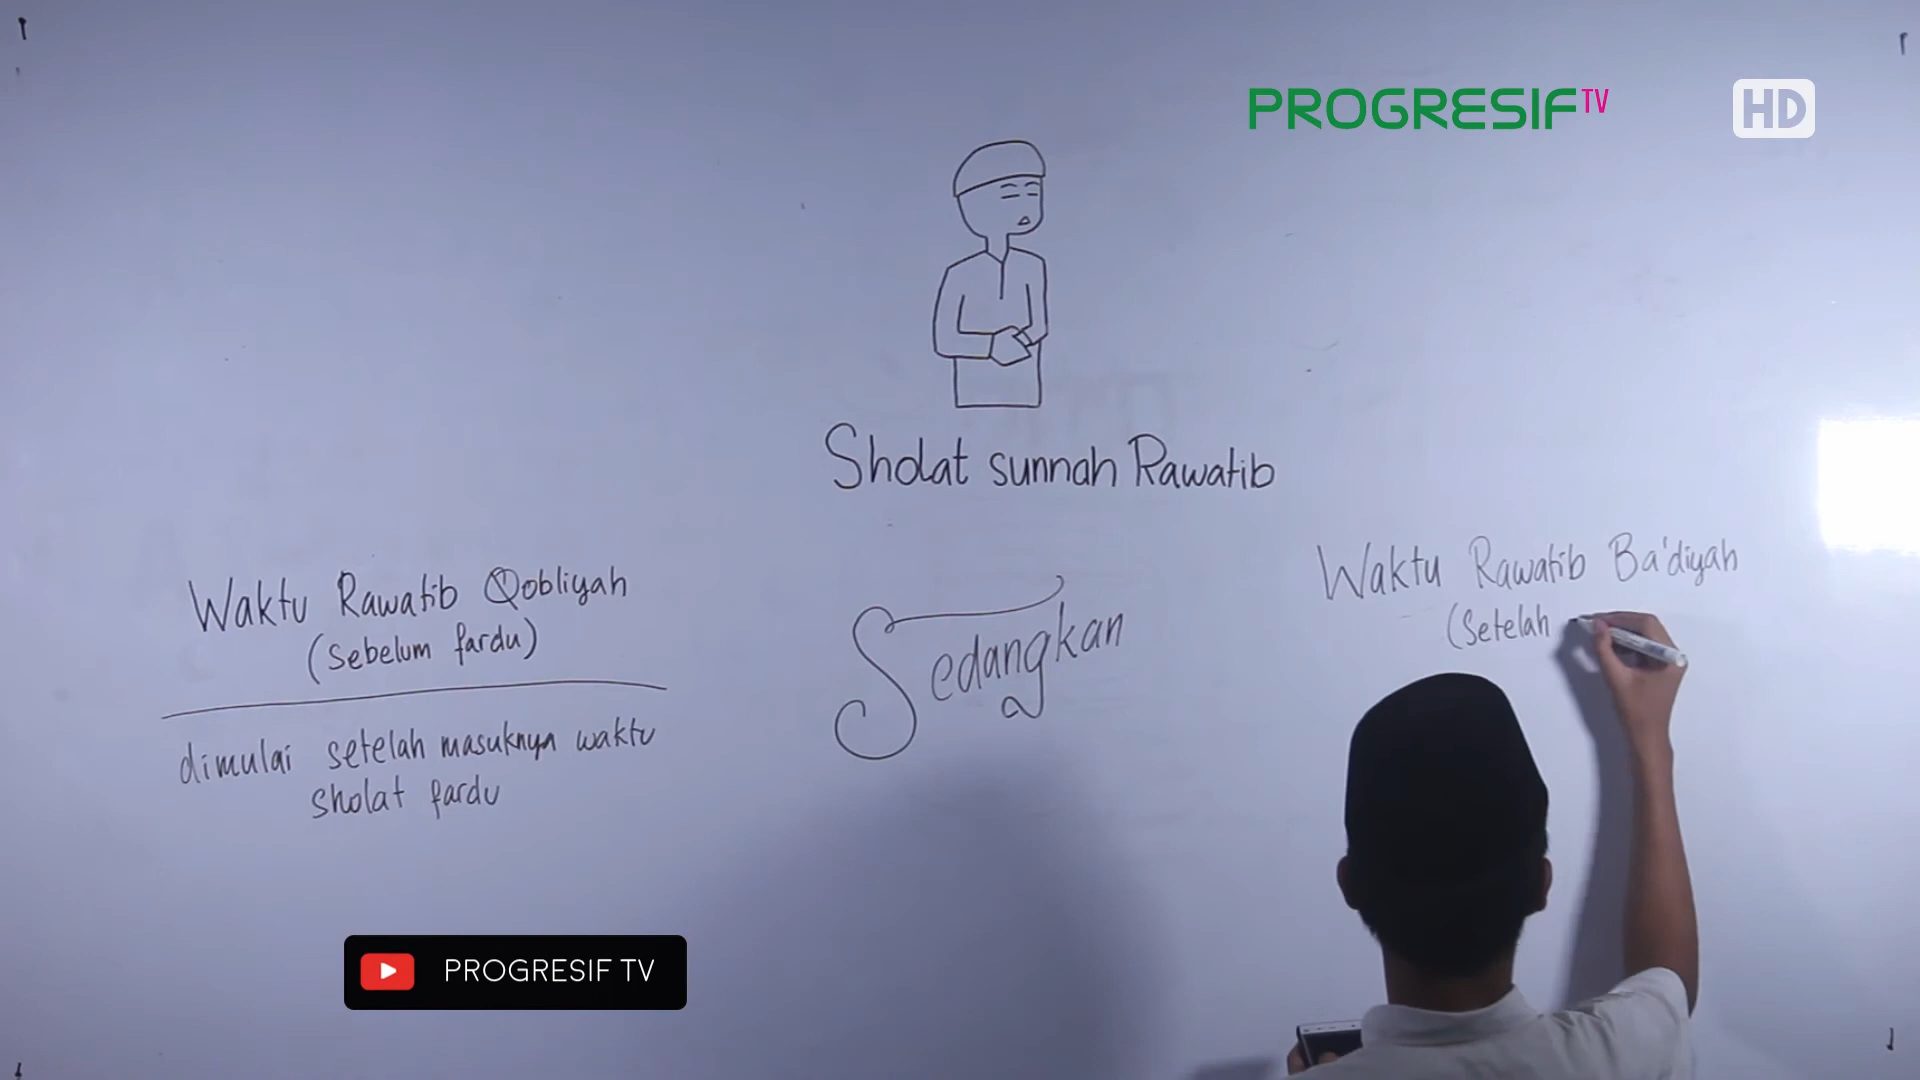 PROGRESIF TV
HD
Sholat sunnah Rawatib
Waktu Rawatib Qobliyah
(Sebelum fardu)
dimulai setelah masuknya waktu
sholat fardu
Sedangkan
Waktu Rawatib Ba'diyah
(Setelah
PROGRESIF TV